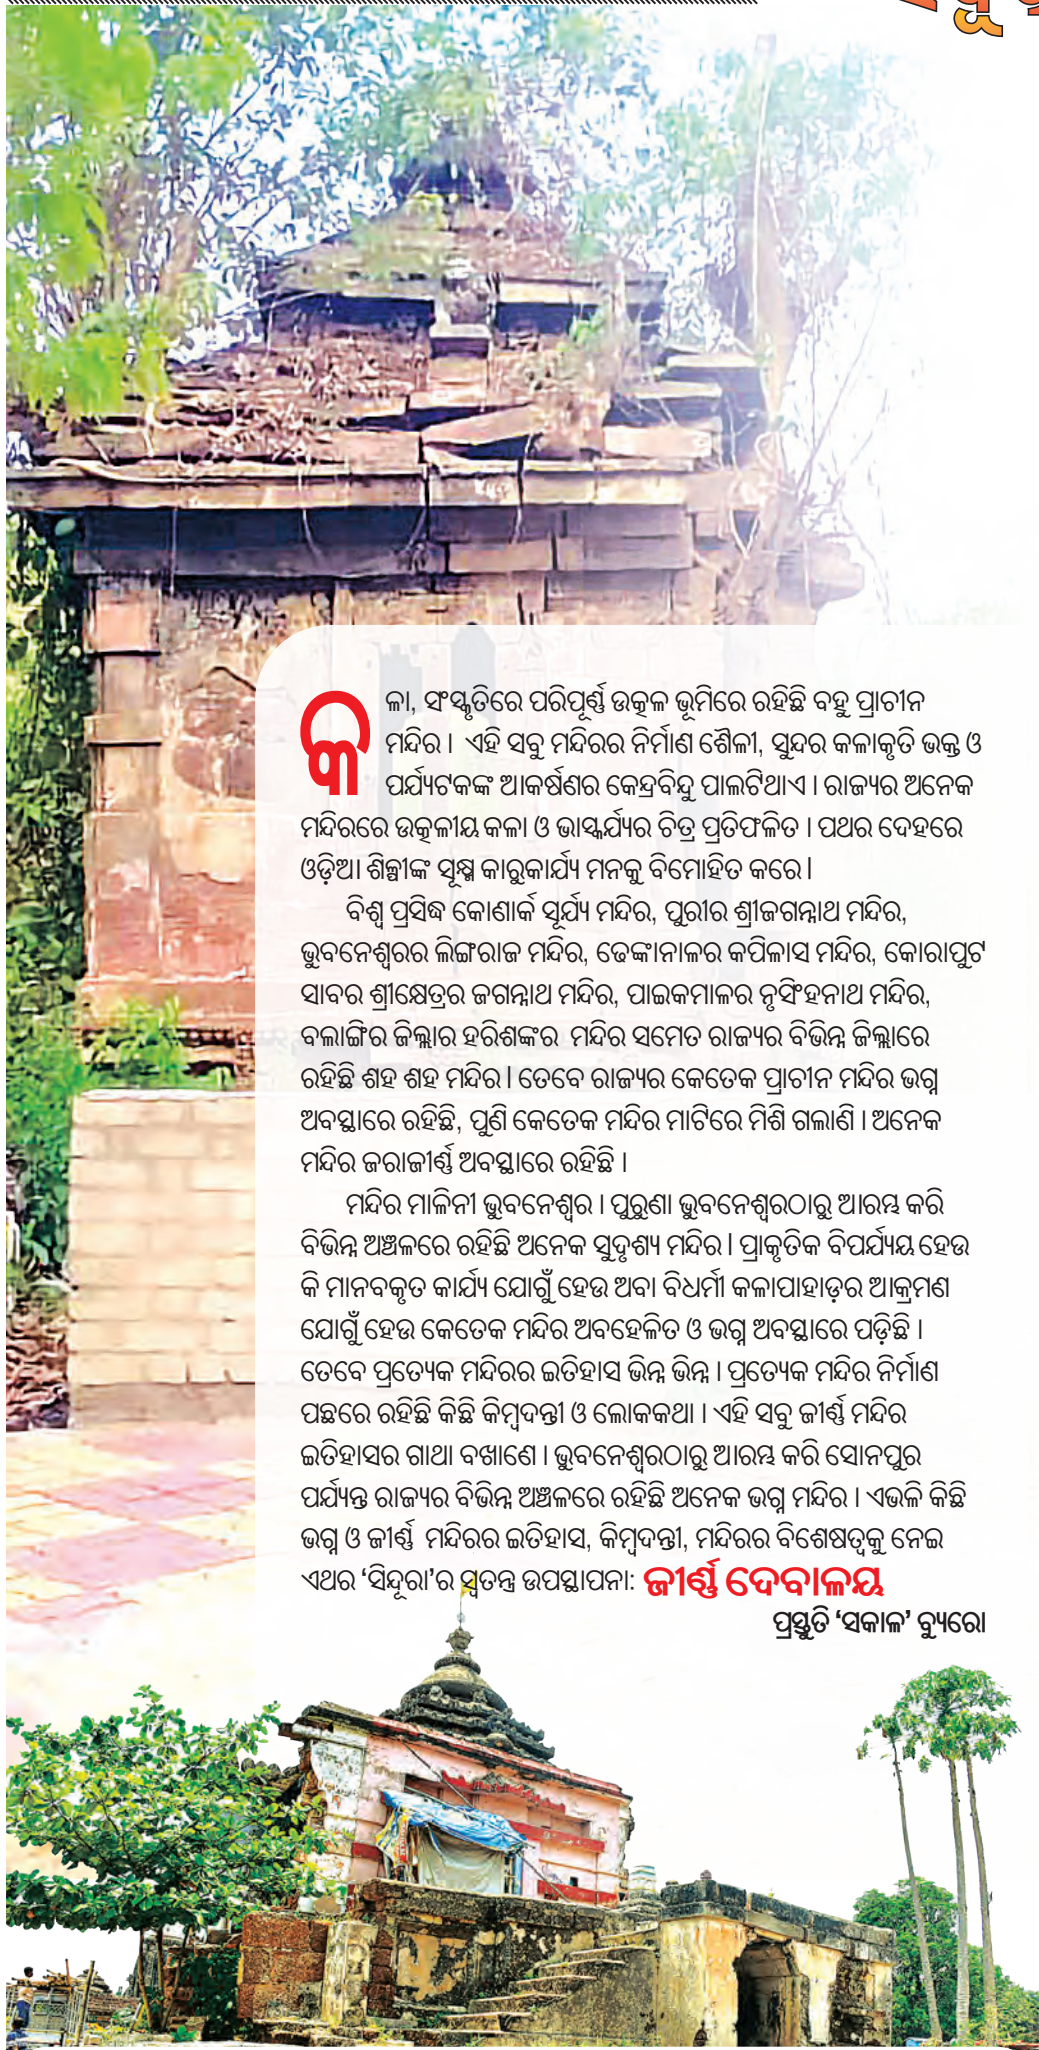 କଳା, ସଂସ୍କୃତିରେ ପରିପୂର୍ଣ୍ଣ ଉତ୍କଳ ଭୂମିରେ ରହିଛି ବହୁ ପ୍ରାଚୀନ
ମନ୍ଦିର । ଏହି ସବୁ ମନ୍ଦିରର ନିର୍ମାଣ ଶୈଳୀ, ସୁନ୍ଦର କଳାକୃତି ଭକ୍ତ ଓ
ପର୍ଯ୍ୟଟକଙ୍କ ଆକର୍ଷଣର କେନ୍ଦ୍ରବିନ୍ଦୁ ପାଲଟିଥାଏ । ରାଜ୍ୟର ଅନେକ
ମନ୍ଦିରରେ ଉତ୍କଳୀୟ କଳା ଓ ଭାସ୍କର୍ଯ୍ୟର ଚିତ୍ର ପ୍ରତିଫଳିତ । ପଥର ଦେହରେ
ଓଡ଼ିଆ ଶିଳ୍ପୀଙ୍କ ସୂକ୍ଷ୍ମ କାରୁକାର୍ଯ୍ୟ ମନକୁ ବିମୋହିତ କରେ ।
ବିଶ୍ୱ ପ୍ରସିଦ୍ଧ କୋଣାର୍କ ସୂର୍ଯ୍ୟ ମନ୍ଦିର, ପୁରୀର ଶ୍ରୀଜଗନ୍ନାଥ ମନ୍ଦିର,
ଭୁବନେଶ୍ୱରର ଲିଙ୍ଗରାଜ ମନ୍ଦିର, ଢେଙ୍କାନାଳର କପିଳାସ ମନ୍ଦିର, କୋରାପୁଟ
ସାବର ଶ୍ରୀକ୍ଷେତ୍ରର ଜଗନ୍ନାଥ ମନ୍ଦିର, ପାଇକମାଳର ନୃସିଂହନାଥ ମନ୍ଦିର,
ବଲାଙ୍ଗିର ଜିଲ୍ଲାର ହରିଶଙ୍କର ମନ୍ଦିର ସମେତ ରାଜ୍ୟର ବିଭିନ୍ନ ଜିଲ୍ଲାରେ
ରହିଛି ଶହ ଶହ ମନ୍ଦିର । ତେବେ ରାଜ୍ୟର କେତେକ ପ୍ରାଚୀନ ମନ୍ଦିର ଭଗ୍ନ
ଅବସ୍ଥାରେ ରହିଛି, ପୁଣି କେତେକ ମନ୍ଦିର ମାଟିରେ ମିଶି ଗଲାଣି । ଅନେକ
ମନ୍ଦିର ଜରାଜୀର୍ଣ୍ଣ ଅବସ୍ଥାରେ ରହିଛି ।
ମନ୍ଦିର ମାଳିନୀ ଭୁବନେଶ୍ୱର । ପୁରୁଣା ଭୁବନେଶ୍ୱରଠାରୁ ଆରମ୍ଭ କରି
ବିଭିନ୍ନ ଅଞ୍ଚଳରେ ରହିଛି ଅନେକ ସୁଦୃଶ୍ୟ ମନ୍ଦିର । ପ୍ରାକୃତିକ ବିପର୍ଯ୍ୟୟ ହେଉ
କି ମାନବକୃତ କାର୍ଯ୍ୟ ଯୋଗୁଁ ହେଉ ଅବା ବିଧର୍ମୀ କଳାପାହାଡ଼ର ଆକ୍ରମଣ
ଯୋଗୁଁ ହେଉ କେତେକ ମନ୍ଦିର ଅବହେଳିତ ଓ ଭଗ୍ନ ଅବସ୍ଥାରେ ପଡ଼ିଛି ।
ତେବେ ପ୍ରତ୍ୟେକ ମନ୍ଦିରର ଇତିହାସ ଭିନ୍ନ ଭିନ୍ନ । ପ୍ରତ୍ୟେକ ମନ୍ଦିର ନିର୍ମାଣ
ପଛରେ ରହିଛି କିଛି କିମ୍ବଦନ୍ତୀ ଓ ଲୋକକଥା । ଏହି ସବୁ ଜୀର୍ଣ୍ଣ ମନ୍ଦିର
ଇତିହାସର ଗାଥା ବଖାଣେ । ଭୁବନେଶ୍ୱରଠାରୁ ଆରମ୍ଭ କରି ସୋନପୁର
ପର୍ଯ୍ୟନ୍ତ ରାଜ୍ୟର ବିଭିନ୍ନ ଅଞ୍ଚଳରେ ରହିଛି ଅନେକ ଭଗ୍ନ ମନ୍ଦିର । ଏଭଳି କିଛି
ଭଗ୍ନ ଓ ଜୀର୍ଣ୍ଣ ମନ୍ଦିରର ଇତିହାସ, କିମ୍ବଦନ୍ତୀ, ମନ୍ଦିରର ବିଶେଷତ୍ୱକୁ ନେଇ
ଏଥର ‘ସିନ୍ଦୂରା’ର ସ୍ୱତନ୍ତ୍ର ଉପସ୍ଥାପନା: ଜୀର୍ଣ୍ଣ ଦେବାଳୟ
ପ୍ରସ୍ତୁତି ‘ସକାଳ’ ବ୍ୟୁରୋ